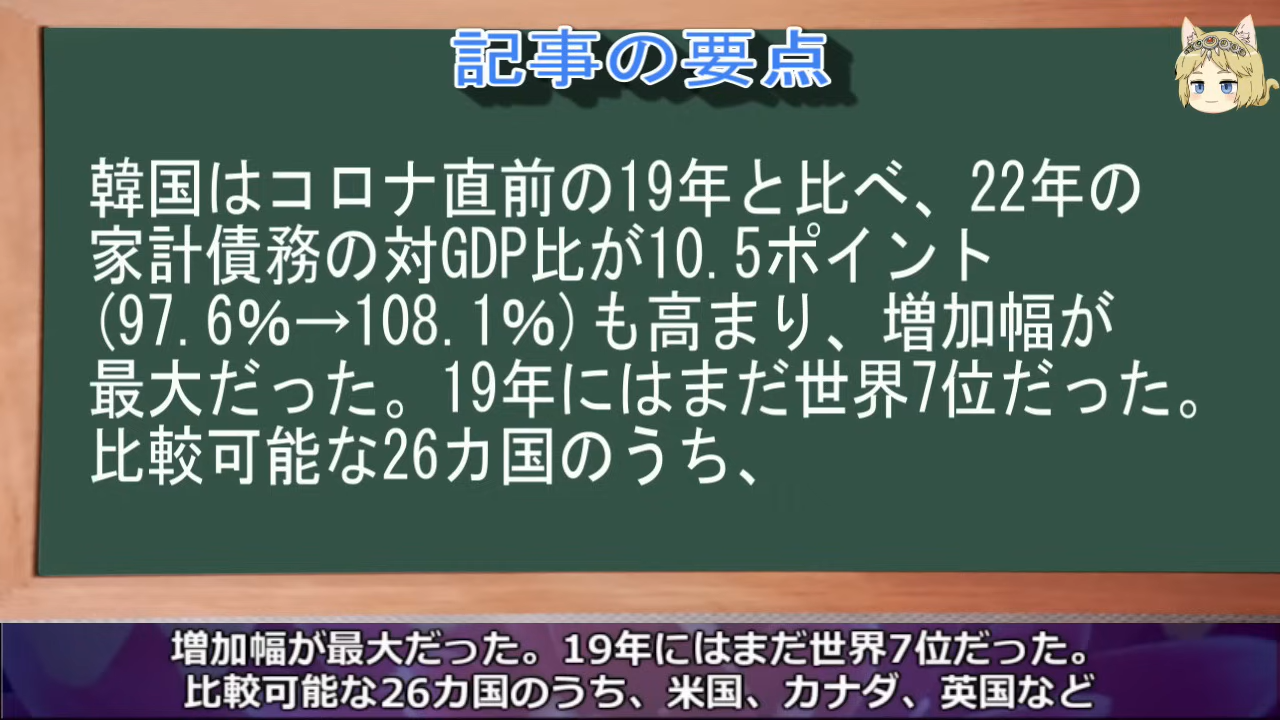 記事の要点
韓国はコロナ直前の19年と比べ、22年の
家計債務の対GDP比が10.5ポイント
(97.6%→108.1%)も高まり、増加幅が
最大だった。19年にはまだ世界7位だった。
比較可能な26カ国のうち、
増加幅が最大だった。19年にはまだ世界7位だった。
比較可能な26カ国のうち、米国、カナダ、英国など